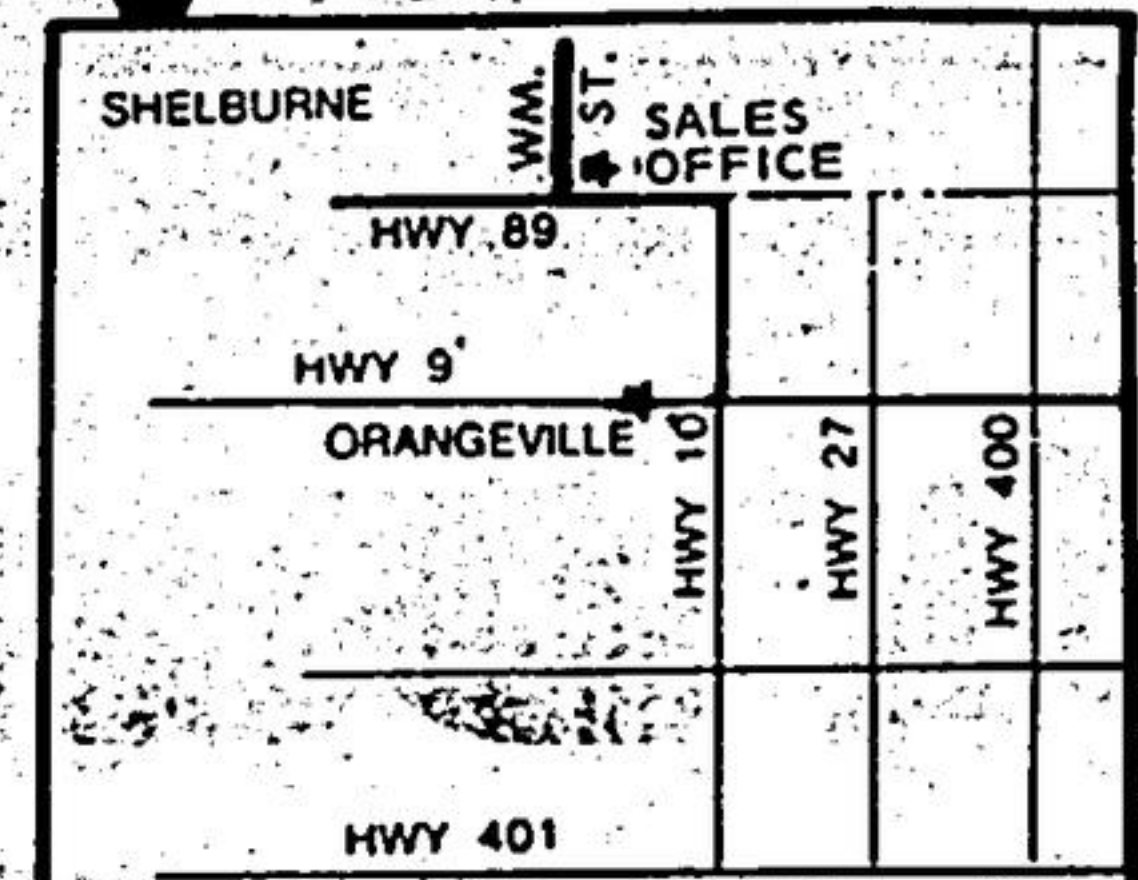 SHELBURNE
WM. ST.
SALES
OFFICE
HWY 89
HWY 9
ORANGEVILLE
HWY 10
HWY 27
HWY 400
HWY 401